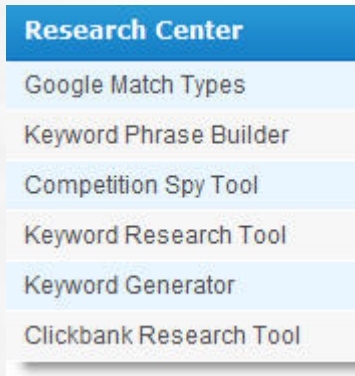 Research Center
Google Match Types
Keyword Phrase Builder
Competition Spy Tool
Keyword Research Tool
Keyword Generator
Clickbank Research Tool